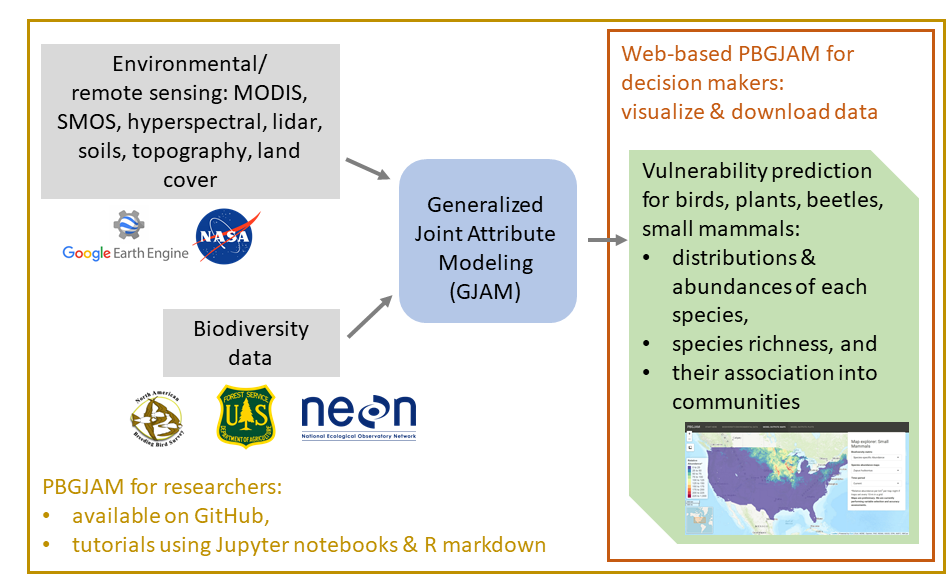 Environmental/
remote sensing: MODIS,
SMOS, hyperspectral, lidar,
soils, topography, land
cover
Google Earth Engine
NASA
Biodiversity
data
North American
Breeding Bird Survey
FOREST SERVICE
UAS
DEPARTMENT OF AGRICULTURE
neon
National Ecological Observatory Network
Generalized
Joint Attribute
Modeling
(GJAM)
Web-based PBGJAM for
decision makers:
visualize & download data
Vulnerability prediction
for birds, plants, beetles,
small mammals:
• distributions &
abundances of each
species,
• species richness, and
• their association into
communities
PBGJAM
Map explorer: Small
Mammals
PBGJAM for researchers:
• available on GitHub,
• tutorials using Jupyter notebooks & R markdown